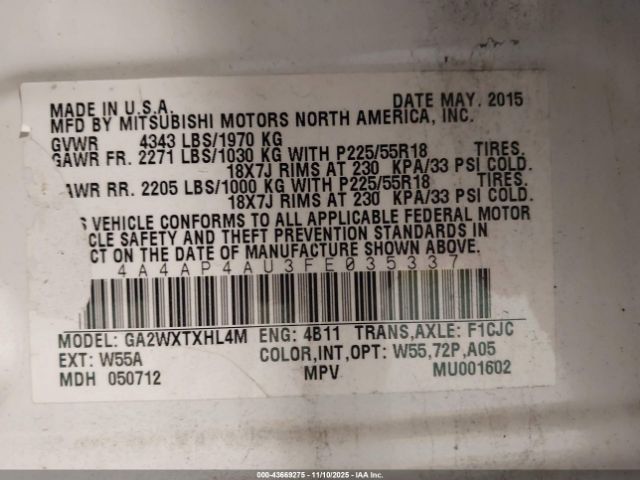 MADE IN U.S.A. DATE MAY. 2015
MFD BY MITSUBISHI MOTORS NORTH AMERICA, INC.
GVWR 4343 LBS/1970 KG
GAWR FR. 2271 LBS/1030 KG WITH P225/55R18 TIRES.
18X7J RIMS AT 230 KPA/33 PSI COLD.
AWR RR. 2205 LBS/1000 KG WITH P225/55R18 TIRES.
18X7J RIMS AT 230 KPA/33 PSI COLD.
S VEHICLE CONFORMS TO ALL APPLICABLE FEDERAL MOTOR
CLE SAFETY AND THEFT PREVENTION STANDARDS IN
CT ON THE DATE OF MANUFACTURE SHOWN ABOVE.
4A4AP4AU3FE035337
MODEL: GA2WXTXHL4M ENG: 4B11 TRANS,AXLE: F1CJC
EXT: W55A COLOR,INT,OPT: W55,72P,A05
MDH 050712 MPV MU001602
000-43669275 - 11/10/2025 - IAA Inc.